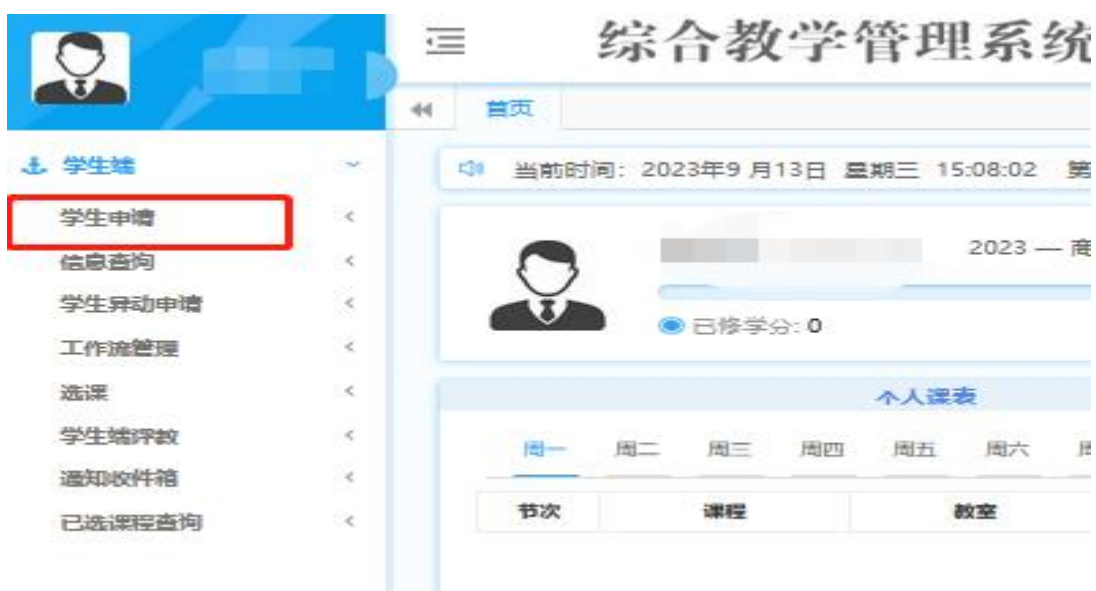 综合教学管理系统
首页
学生端
当前时间：2023年9月13日 星期三 15:08:02 第
学生申请
信息查询
2023 — 商
学生异动申请
已修学分: 0
工作流管理
选课
个人课表
学生端评教
周一 周二 周三 周四 周五 周六
通知收件箱
已选课程查询
节次 课程 教室